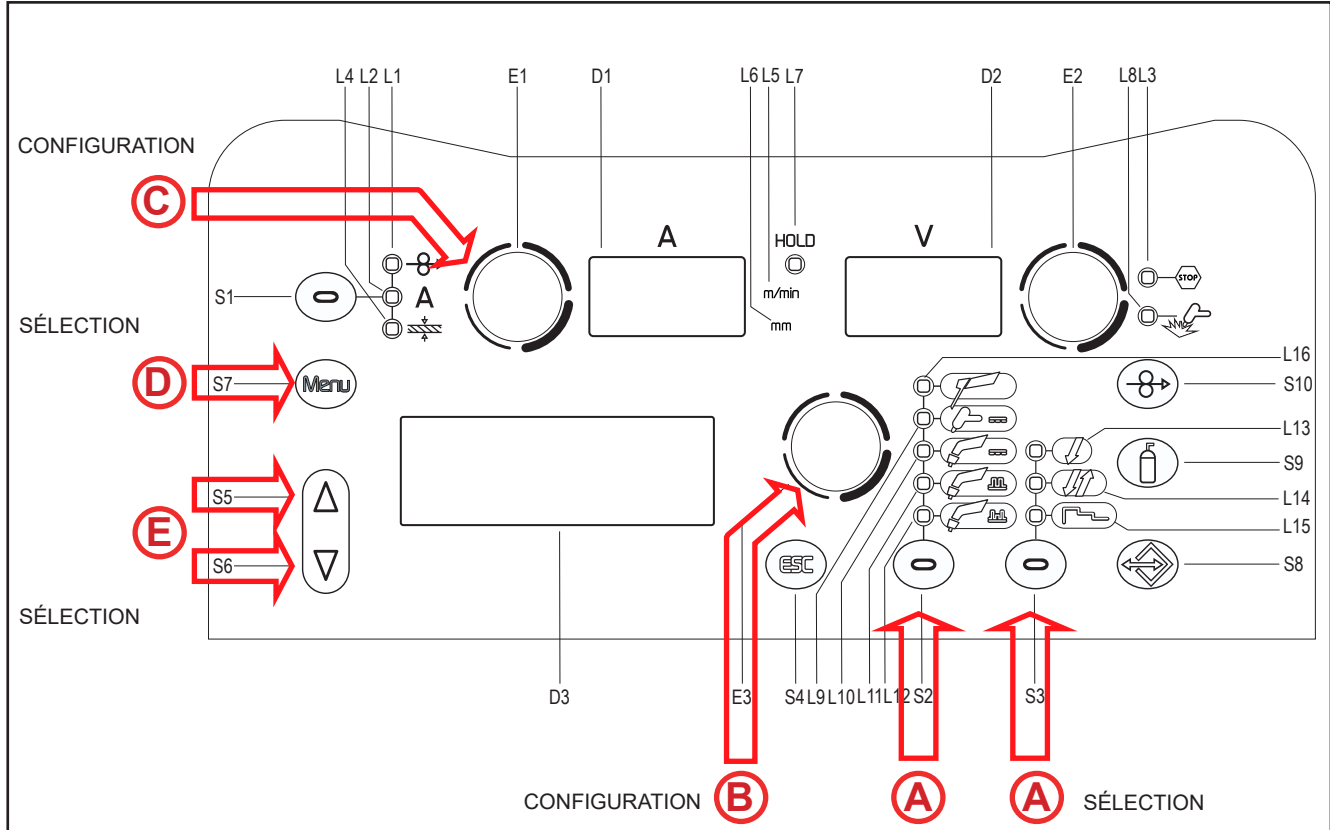 L4 L2 L1 E1 D1 L6 L5 L7 D2 E2 L8 L3
CONFIGURATION
C
A HOLD V
m/min
mm
STOP
S1 A
SÉLECTION
D S7 Menu
L16
S10
L13
S9
L14
L15
S8
E
S5
S6
ESC
SÉLECTION
D3 E3 S4 L9 L10 L11 L12 S2 S3
CONFIGURATION B A A SÉLECTION